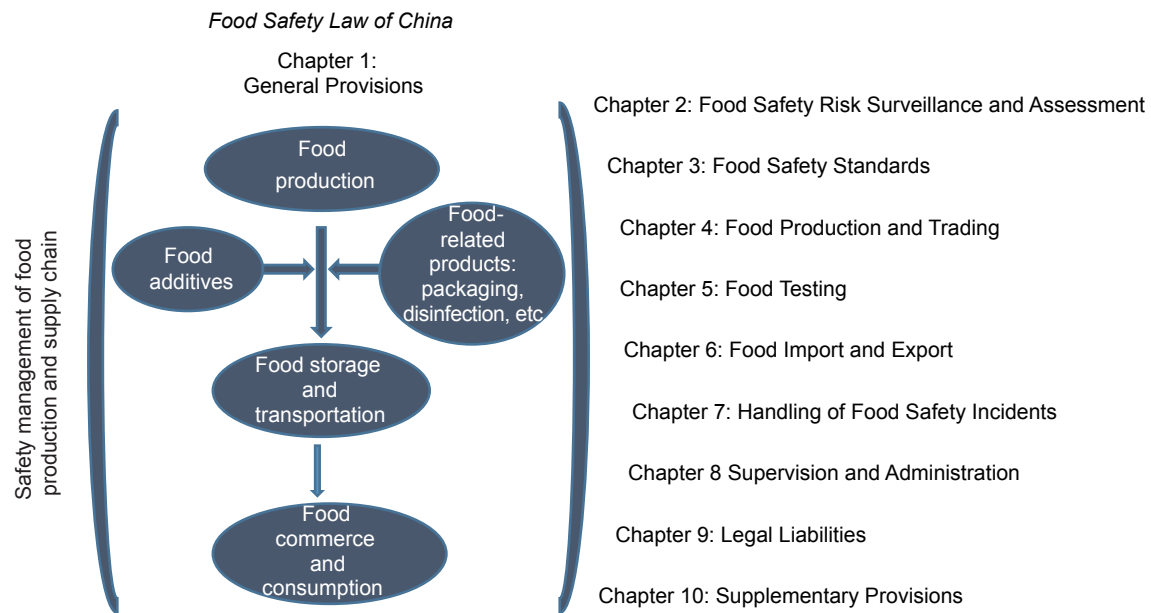 Food Safety Law of China
Chapter 1:
General Provisions
Safety management of food
production and supply chain
Food
production
Food
additives
Food-
related
products:
packaging,
disinfection, etc
Food storage
and
transportation
Food
commerce
and
consumption
Chapter 2: Food Safety Risk Surveillance and Assessment
Chapter 3: Food Safety Standards
Chapter 4: Food Production and Trading
Chapter 5: Food Testing
Chapter 6: Food Import and Export
Chapter 7: Handling of Food Safety Incidents
Chapter 8 Supervision and Administration
Chapter 9: Legal Liabilities
Chapter 10: Supplementary Provisions